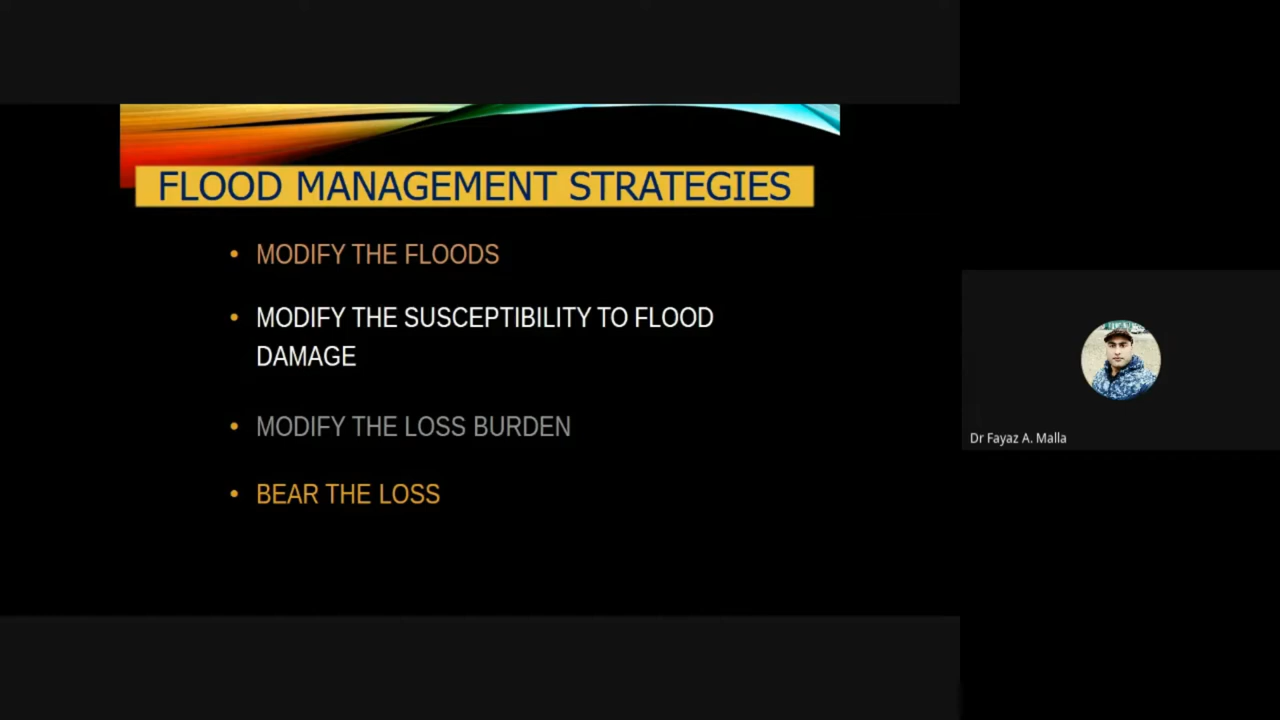 FLOOD MANAGEMENT STRATEGIES
• MODIFY THE FLOODS
• MODIFY THE SUSCEPTIBILITY TO FLOOD
DAMAGE
• MODIFY THE LOSS BURDEN
• BEAR THE LOSS
Dr Fayaz A. Malla